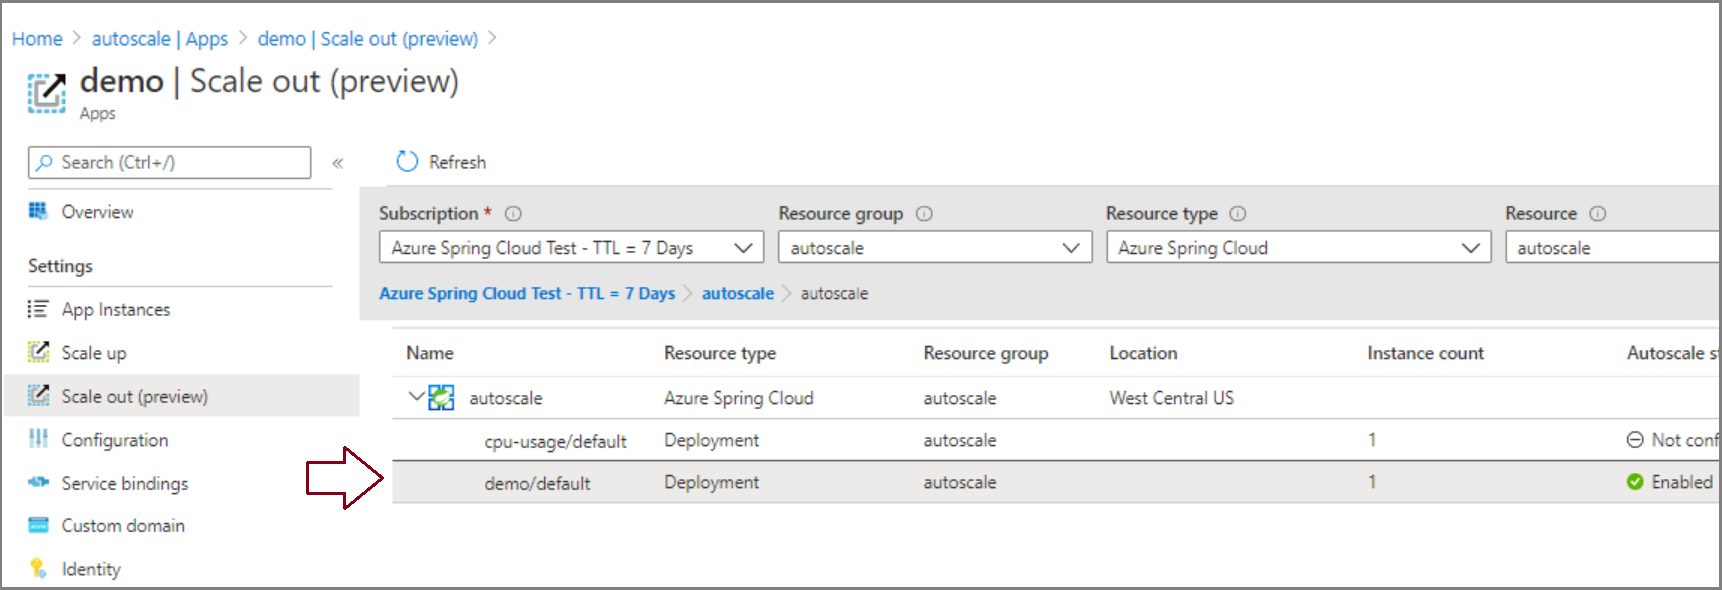 Home > autoscale | Apps > demo | Scale out (preview) >
demo | Scale out (preview)
Apps
Search (Ctrl+/)
«
Refresh
Overview
Settings
App Instances
Scale up
Scale out (preview)
Configuration
Service bindings
Custom domain
Identity
Subscription * Resource group Resource type Resource
Azure Spring Cloud Test - TTL = 7 Days autoscale Azure Spring Cloud autoscale
Azure Spring Cloud Test - TTL = 7 Days > autoscale > autoscale
Name Resource type Resource group Location Instance count Autoscale s
autoscale Azure Spring Cloud autoscale West Central US
cpu-usage/default Deployment autoscale 1 Not conf
demo/default Deployment autoscale 1 Enabled